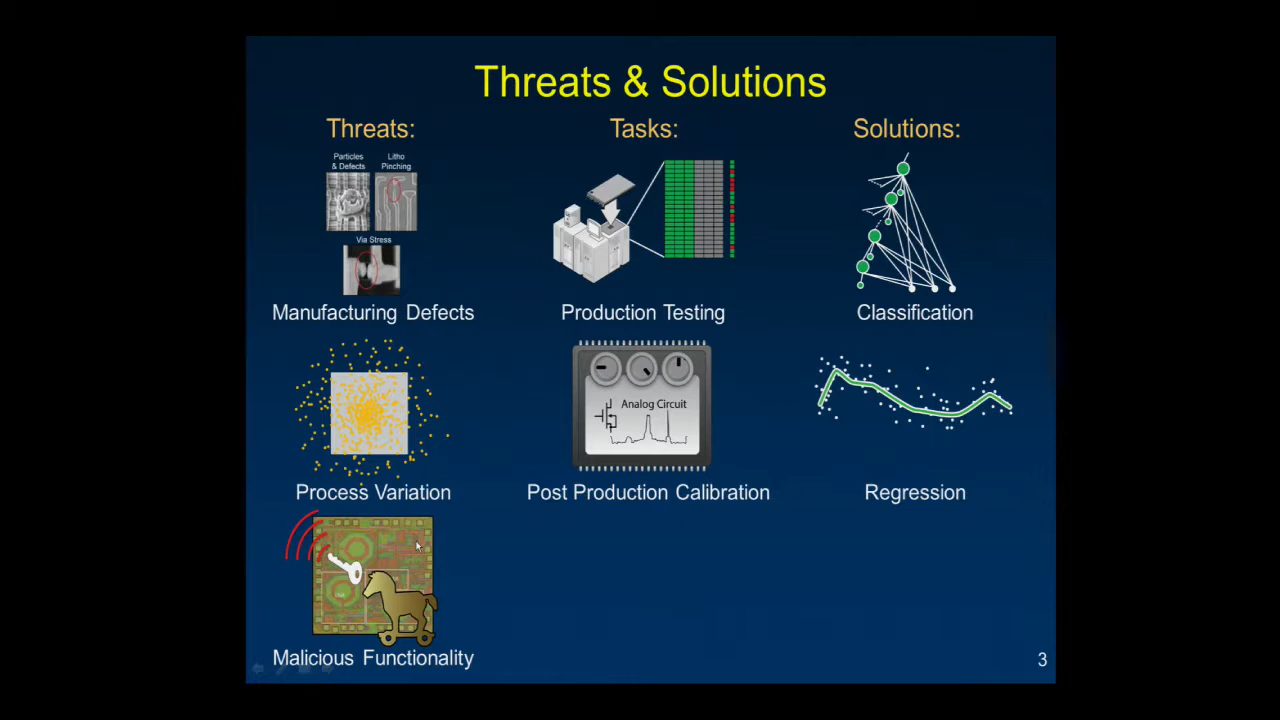 Threats & Solutions
Threats:
Tasks:
Solutions:
Particles
& Defects
Litho
Pinching
Via Stress
Manufacturing Defects
Production Testing
Classification
Analog Circuit
Process Variation
Post Production Calibration
Regression
Malicious Functionality
3